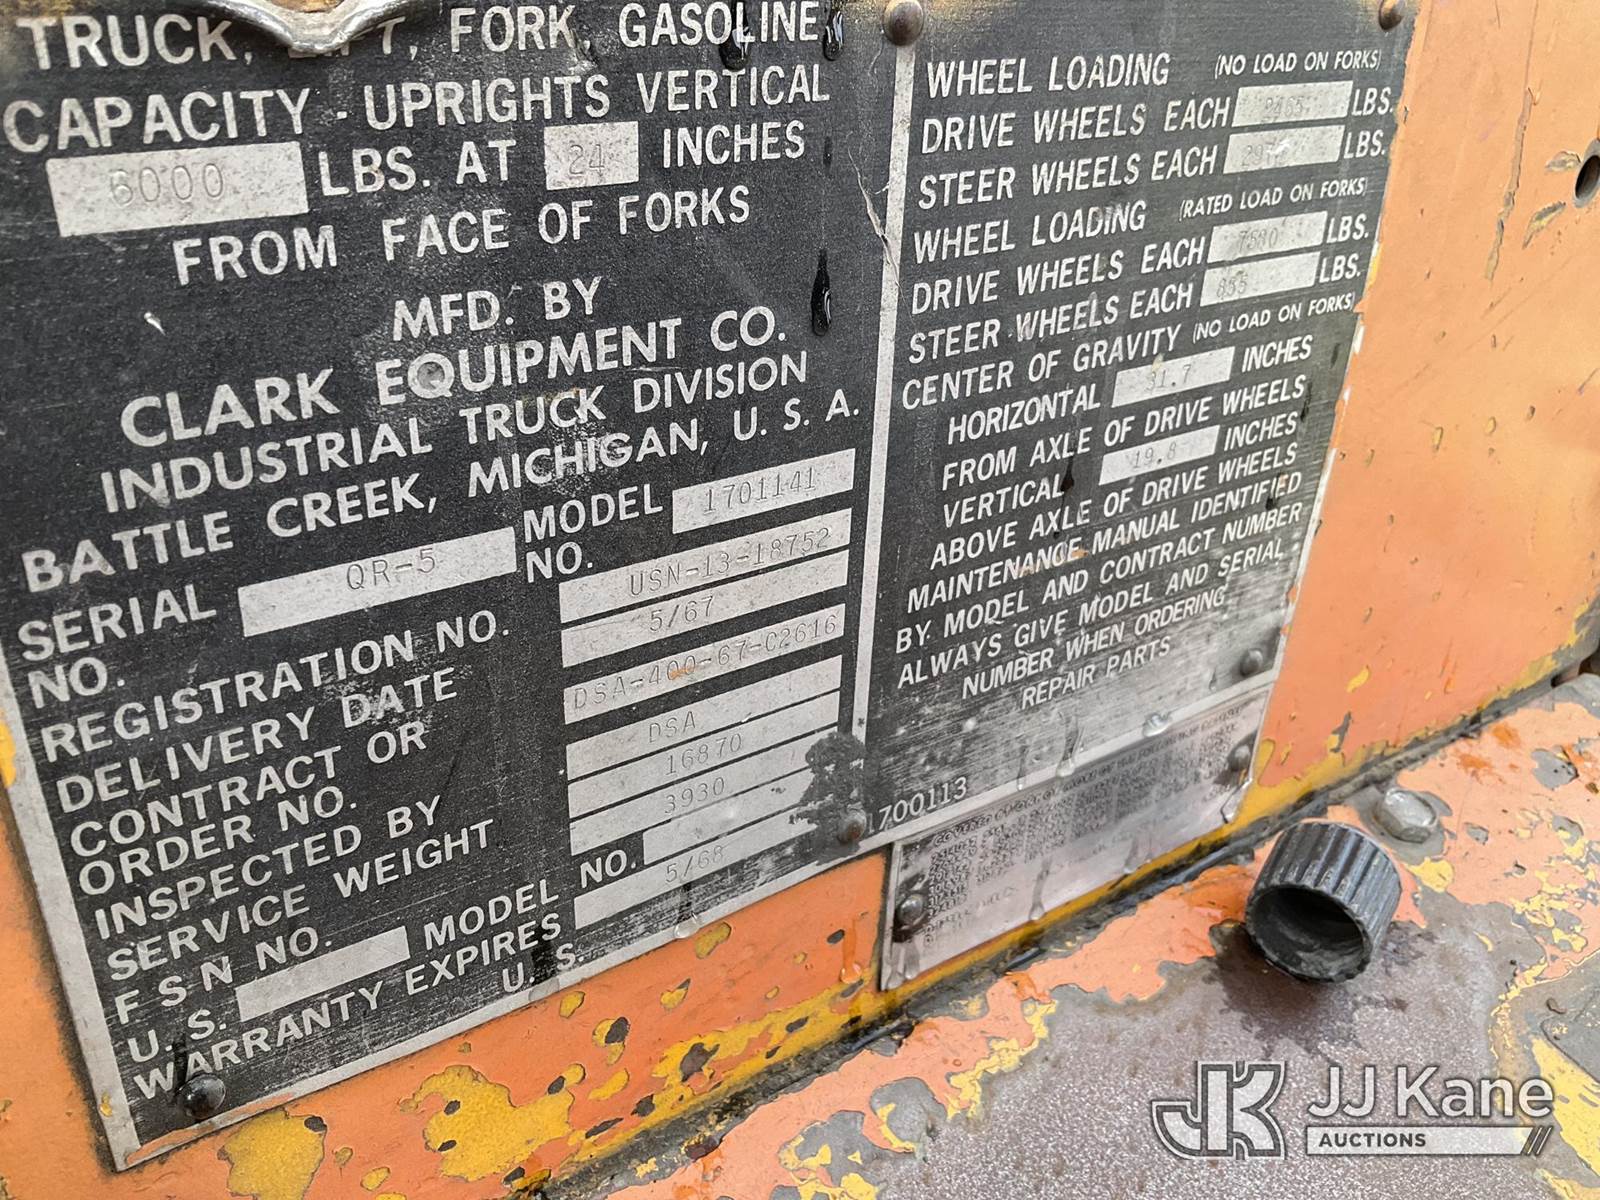 TRUCK, LIFT, FORK, GASOLINE
CAPACITY - UPRIGHTS VERTICAL
6000 LBS. AT 24 INCHES
FROM FACE OF FORKS
MFD. BY
CLARK EQUIPMENT CO.
INDUSTRIAL TRUCK DIVISION
BATTLE CREEK, MICHIGAN, U. S. A.
SERIAL NO. QR-5 MODEL NO. 1701141
REGISTRATION NO. USN-13-18752
DELIVERY DATE 5/67
CONTRACT OR
ORDER NO. DSA-400-67-C2616
INSPECTED BY DSA
SERVICE WEIGHT 16870
F S N NO. 3930
U. S. MODEL NO.
WARRANTY EXPIRES 5/68
U. S.
WHEEL LOADING (NO LOAD ON FORKS)
DRIVE WHEELS EACH LBS.
STEER WHEELS EACH LBS.
WHEEL LOADING (RATED LOAD ON FORKS)
DRIVE WHEELS EACH 7580 LBS.
STEER WHEELS EACH 855 LBS.
CENTER OF GRAVITY (NO LOAD ON FORKS)
HORIZONTAL 31.7 INCHES
FROM AXLE OF DRIVE WHEELS
VERTICAL 19.8 INCHES
ABOVE AXLE OF DRIVE WHEELS
MAINTENANCE MANUAL IDENTIFIED
BY MODEL AND CONTRACT NUMBER
ALWAYS GIVE MODEL AND SERIAL
NUMBER WHEN ORDERING
REPAIR PARTS
1700113
JK JJ Kane
AUCTIONS